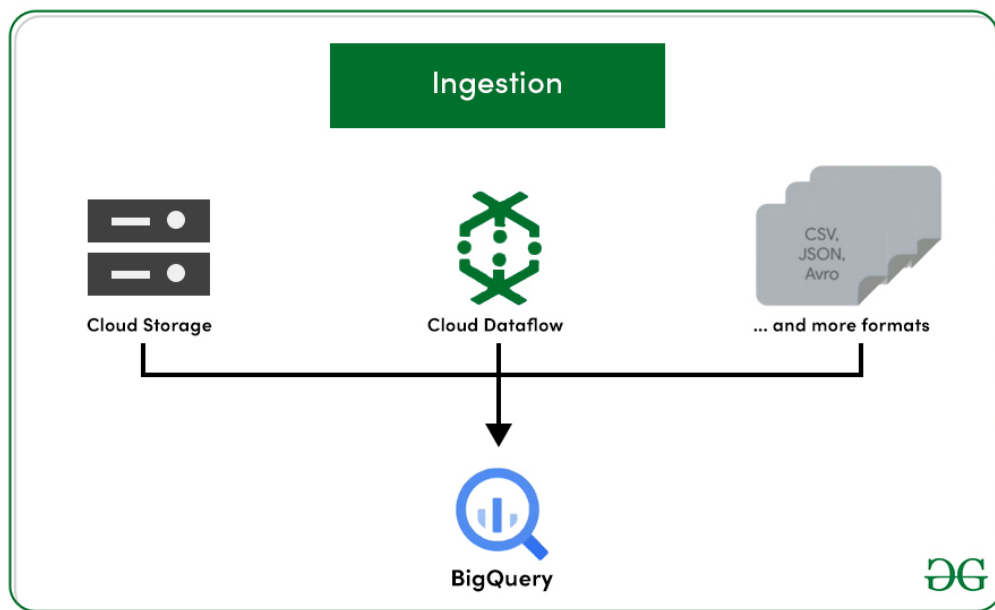 Ingestion
CSV,
JSON,
Avro
Cloud Storage
Cloud Dataflow
... and more formats
BigQuery